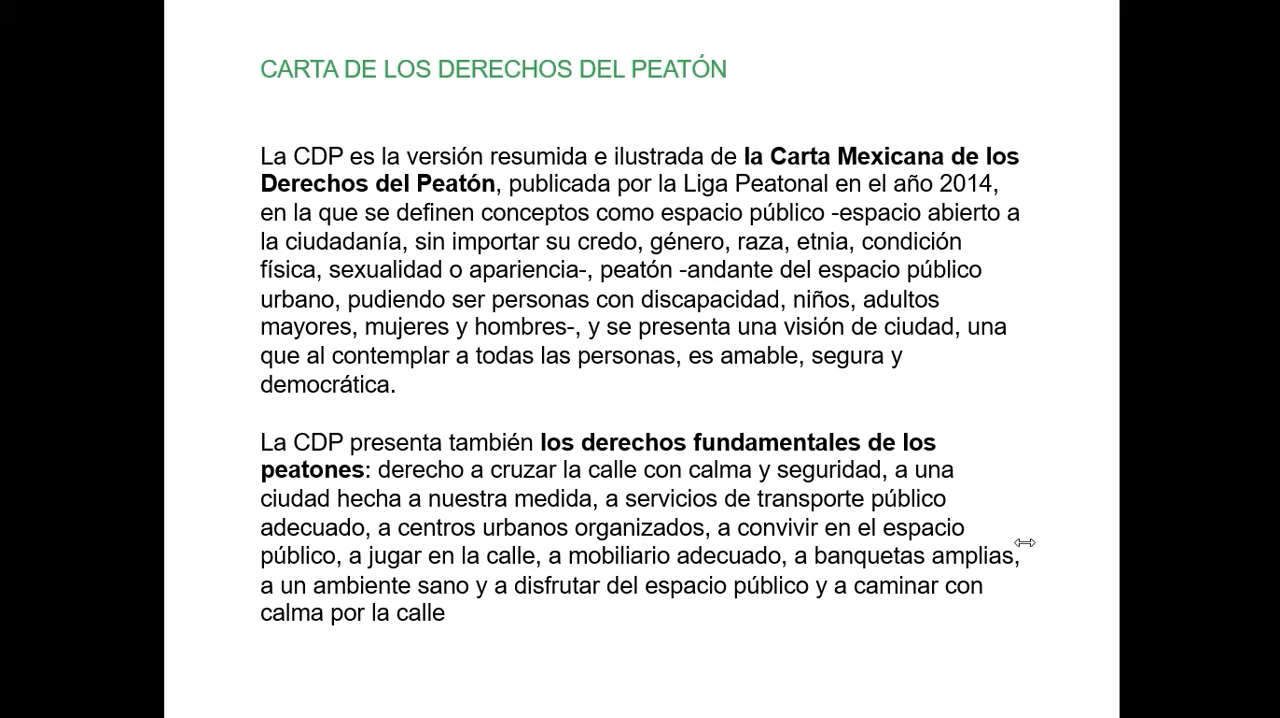 CARTA DE LOS DERECHOS DEL PEATÓN
La CDP es la versión resumida e ilustrada de la Carta Mexicana de los
Derechos del Peatón, publicada por la Liga Peatonal en el año 2014,
en la que se definen conceptos como espacio público -espacio abierto a
la ciudadanía, sin importar su credo, género, raza, etnia, condición
física, sexualidad o apariencia-, peatón -andante del espacio público
urbano, pudiendo ser personas con discapacidad, niños, adultos
mayores, mujeres y hombres-, y se presenta una visión de ciudad, una
que al contemplar a todas las personas, es amable, segura y
democrática.
La CDP presenta también los derechos fundamentales de los
peatones: derecho a cruzar la calle con calma y seguridad, a una
ciudad hecha a nuestra medida, a servicios de transporte público
adecuado, a centros urbanos organizados, a convivir en el espacio
público, a jugar en la calle, a mobiliario adecuado, a banquetas amplias,
a un ambiente sano y a disfrutar del espacio público y a caminar con
calma por la calle